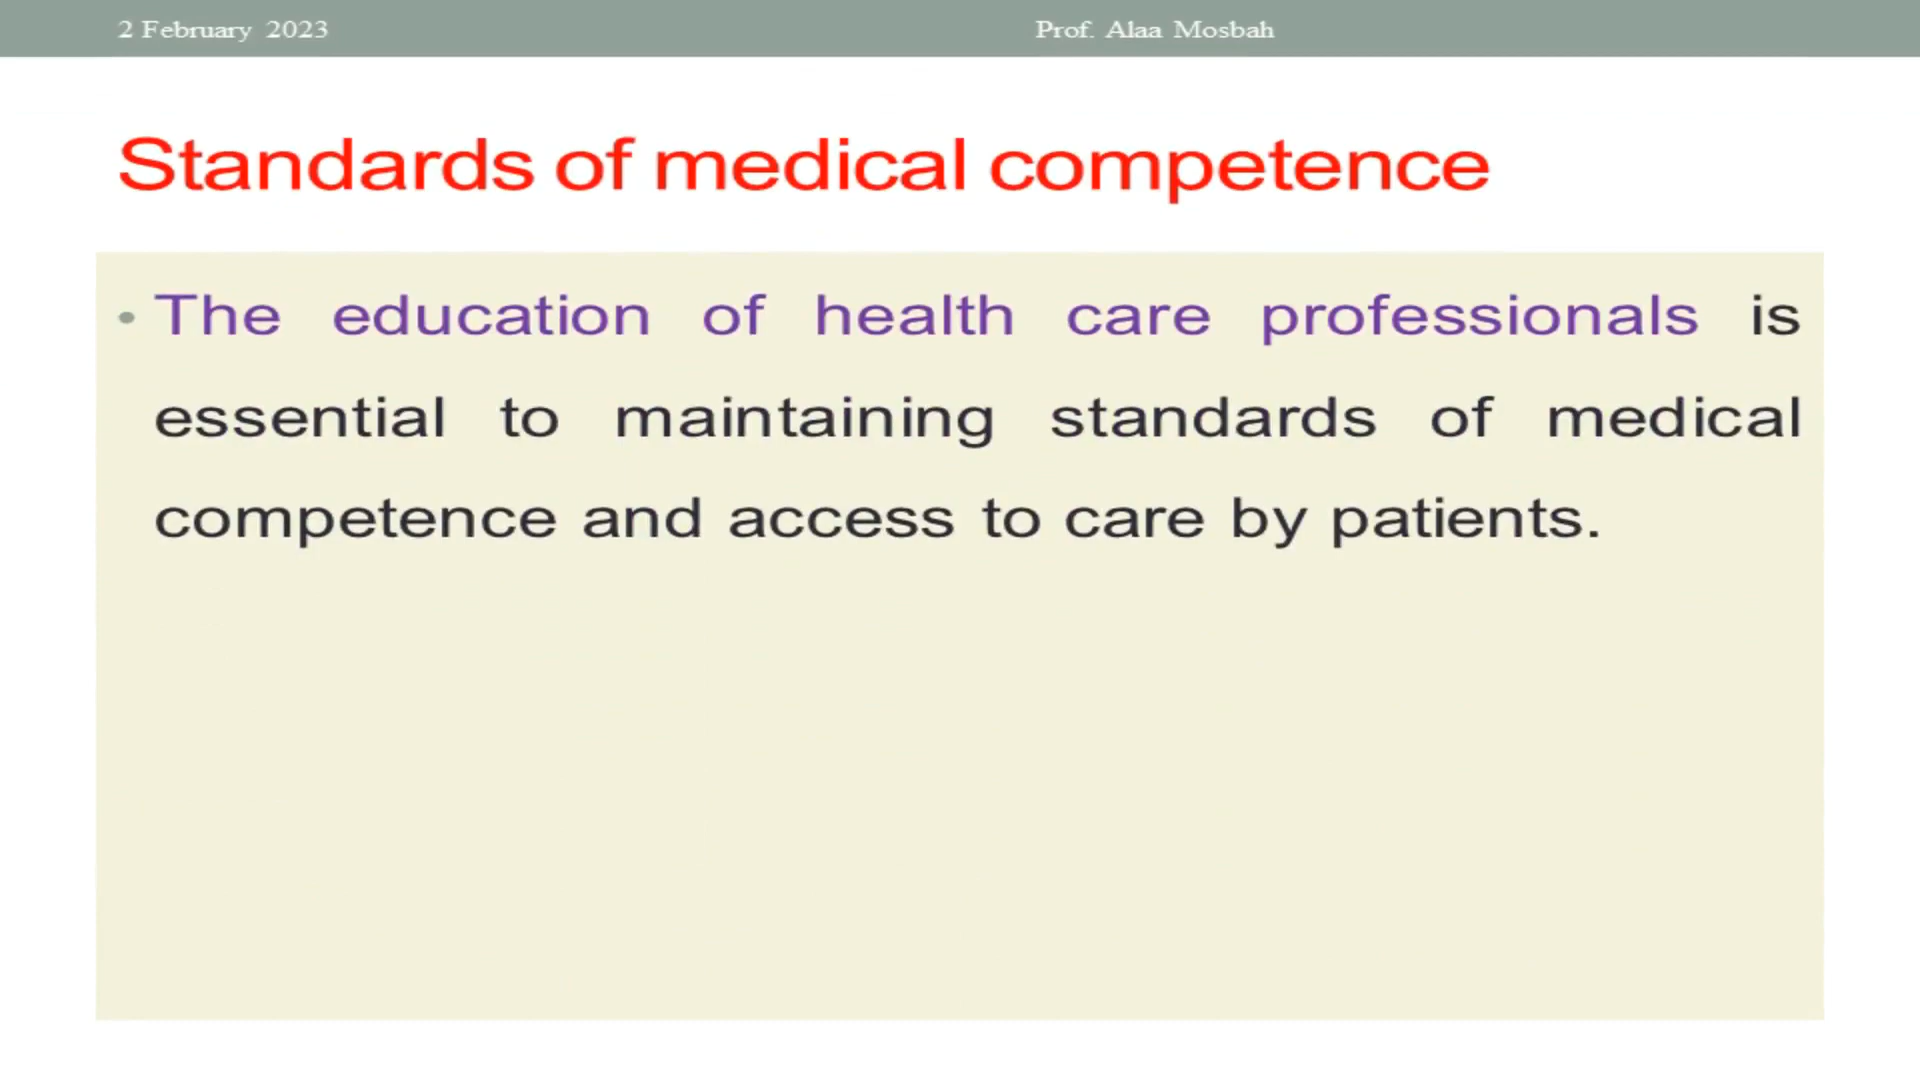 2 February 2023
Prof. Alaa Mosbah
Standards of medical competence
• The education of health care professionals is
essential to maintaining standards of medical
competence and access to care by patients.